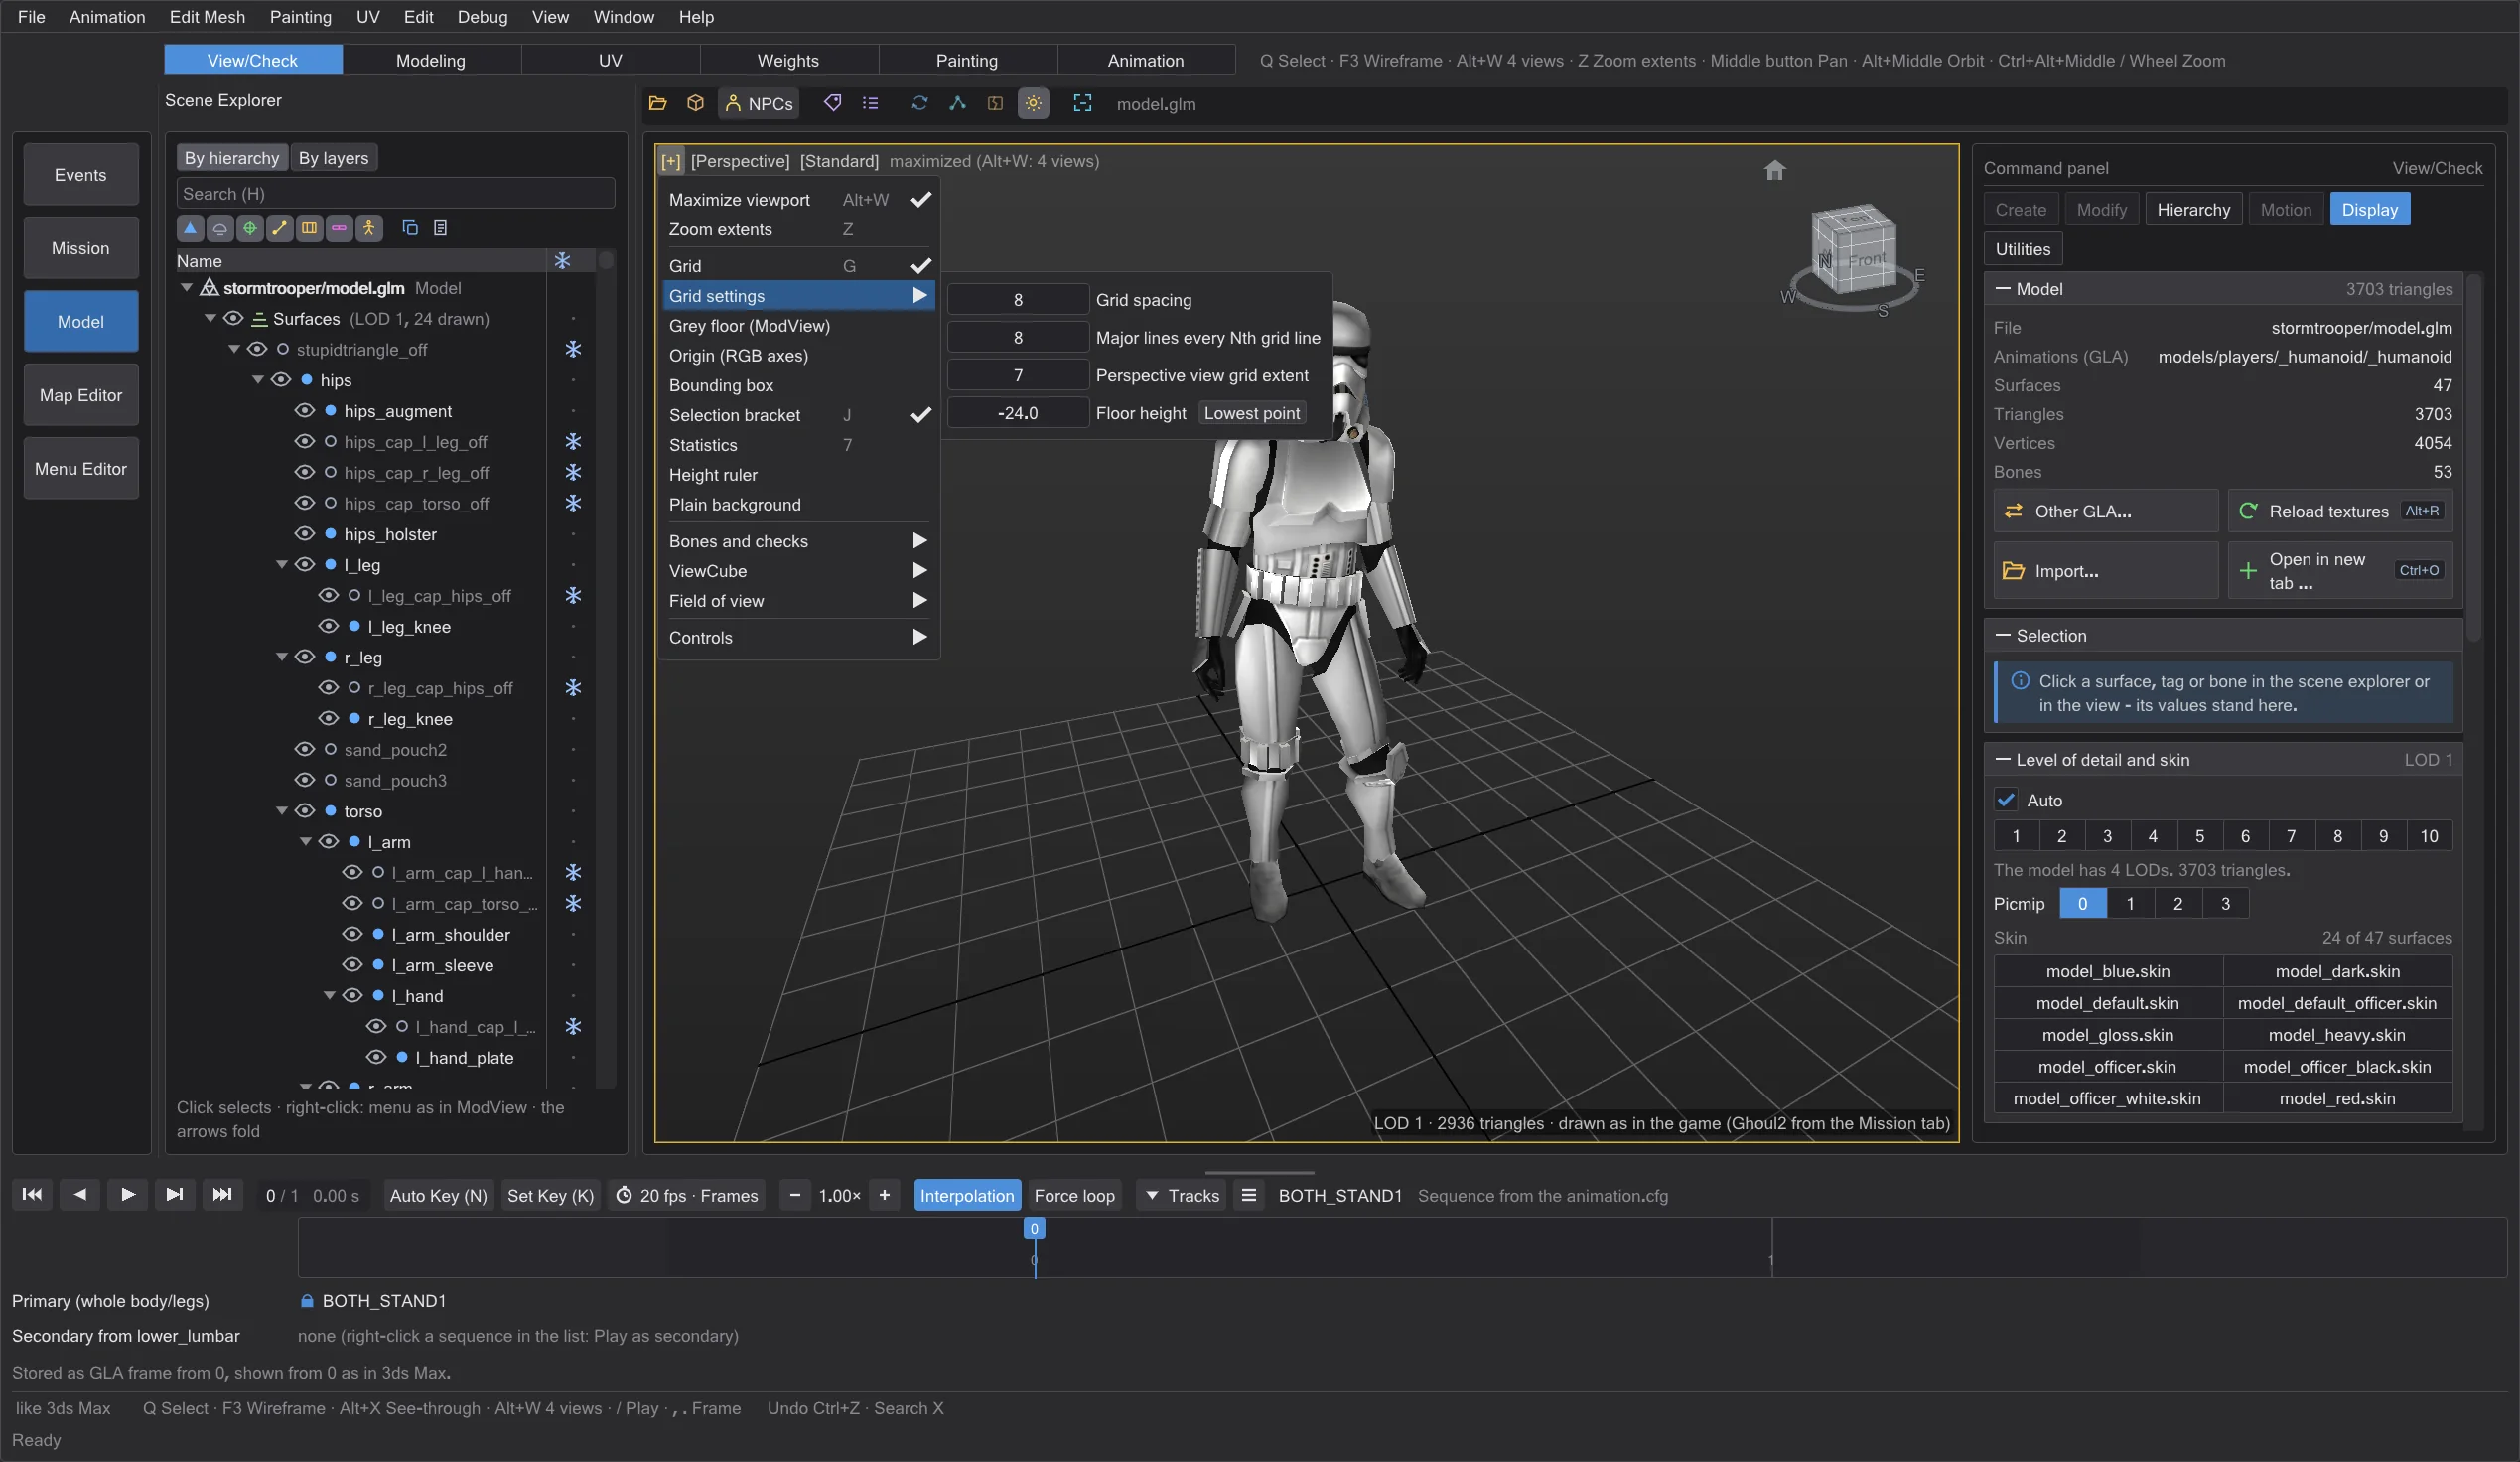 File Animation Edit Mesh Painting UV Edit Debug View Window Help
View/Check Modeling UV Weights Painting Animation Q Select · F3 Wireframe · Alt+W 4 views · Z Zoom extents · Middle button Pan · Alt+Middle Orbit · Ctrl+Alt+Middle / Wheel Zoom
Scene Explorer
NPCs model.glm
Events
Mission
Model
Map Editor
Menu Editor
By hierarchy By layers
Search (H)
Name
stormtrooper/model.glm Model
Surfaces (LOD 1, 24 drawn)
stupidtriangle_off
hips
hips_augment
hips_cap_l_leg_off
hips_cap_r_leg_off
hips_cap_torso_off
hips_holster
l_leg
l_leg_cap_hips_off
l_leg_knee
r_leg
r_leg_cap_hips_off
r_leg_knee
sand_pouch2
sand_pouch3
torso
l_arm
l_arm_cap_l_han...
l_arm_cap_torso_...
l_arm_shoulder
l_arm_sleeve
l_hand
l_hand_cap_l_...
l_hand_plate
r_arm
Click selects · right-click: menu as in ModView · the
arrows fold
[+] [Perspective] [Standard] maximized (Alt+W: 4 views)
Maximize viewport Alt+W
Zoom extents Z
Grid G
Grid settings
Grey floor (ModView)
Origin (RGB axes)
Bounding box
Selection bracket J
Statistics 7
Height ruler
Plain background
Bones and checks
ViewCube
Field of view
Controls
8 Grid spacing
8 Major lines every Nth grid line
7 Perspective view grid extent
-24.0 Floor height Lowest point
Top
N Front E
W
S
LOD 1 · 2936 triangles · drawn as in the game (Ghoul2 from the Mission tab)
Command panel View/Check
Create Modify Hierarchy Motion Display
Utilities
Model 3703 triangles
File stormtrooper/model.glm
Animations (GLA) models/players/_humanoid/_humanoid
Surfaces 47
Triangles 3703
Vertices 4054
Bones 53
Other GLA... Reload textures Alt+R
Import... Open in new tab ... Ctrl+O
Selection
Click a surface, tag or bone in the scene explorer or
in the view - its values stand here.
Level of detail and skin LOD 1
Auto
1 2 3 4 5 6 7 8 9 10
The model has 4 LODs. 3703 triangles.
Picmip 0 1 2 3
Skin 24 of 47 surfaces
model_blue.skin model_dark.skin
model_default.skin model_default_officer.skin
model_gloss.skin model_heavy.skin
model_officer.skin model_officer_black.skin
model_officer_white.skin model_red.skin
0 / 1 0.00 s Auto Key (N) Set Key (K) 20 fps · Frames − 1.00× + Interpolation Force loop Tracks BOTH_STAND1 Sequence from the animation.cfg
0
0 1
Primary (whole body/legs) BOTH_STAND1
Secondary from lower_lumbar none (right-click a sequence in the list: Play as secondary)
Stored as GLA frame from 0, shown from 0 as in 3ds Max.
like 3ds Max Q Select · F3 Wireframe · Alt+X See-through · Alt+W 4 views · / Play · , . Frame Undo Ctrl+Z · Search X
Ready